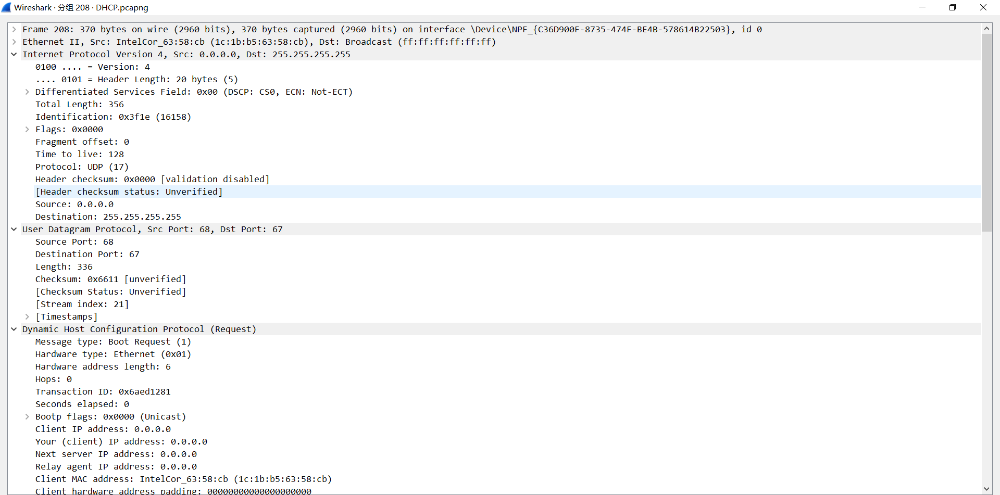 Wireshark · 分组 208 · DHCP.pcapng
Frame 208: 370 bytes on wire (2960 bits), 370 bytes captured (2960 bits) on interface \Device\NPF_{C36D900F-8735-474F-BE4B-578614B22503}, id 0
Ethernet II, Src: IntelCor_63:58:cb (1c:1b:b5:63:58:cb), Dst: Broadcast (ff:ff:ff:ff:ff:ff)
Internet Protocol Version 4, Src: 0.0.0.0, Dst: 255.255.255.255
0100 .... = Version: 4
.... 0101 = Header Length: 20 bytes (5)
Differentiated Services Field: 0x00 (DSCP: CS0, ECN: Not-ECT)
Total Length: 356
Identification: 0x3f1e (16158)
Flags: 0x0000
Fragment offset: 0
Time to live: 128
Protocol: UDP (17)
Header checksum: 0x0000 [validation disabled]
[Header checksum status: Unverified]
Source: 0.0.0.0
Destination: 255.255.255.255
User Datagram Protocol, Src Port: 68, Dst Port: 67
Source Port: 68
Destination Port: 67
Length: 336
Checksum: 0x6611 [unverified]
[Checksum Status: Unverified]
[Stream index: 21]
[Timestamps]
Dynamic Host Configuration Protocol (Request)
Message type: Boot Request (1)
Hardware type: Ethernet (0x01)
Hardware address length: 6
Hops: 0
Transaction ID: 0x6aed1281
Seconds elapsed: 0
Bootp flags: 0x0000 (Unicast)
Client IP address: 0.0.0.0
Your (client) IP address: 0.0.0.0
Next server IP address: 0.0.0.0
Relay agent IP address: 0.0.0.0
Client MAC address: IntelCor_63:58:cb (1c:1b:b5:63:58:cb)
Client hardware address padding: 00000000000000000000